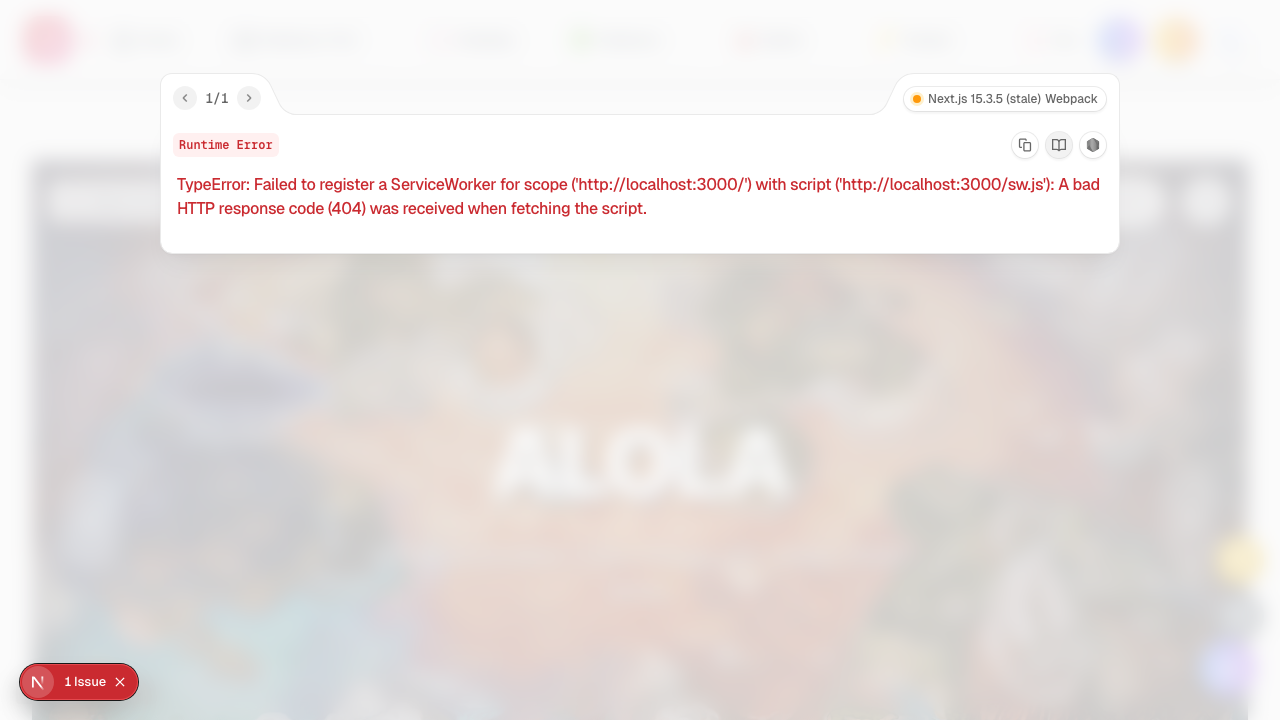 1/1
Next.js 15.3.5 (stale) Webpack
Runtime Error
TypeError: Failed to register a ServiceWorker for scope ('http://localhost:3000/') with script ('http://localhost:3000/sw.js'): A bad
HTTP response code (404) was received when fetching the script.
ALOLA
1 Issue